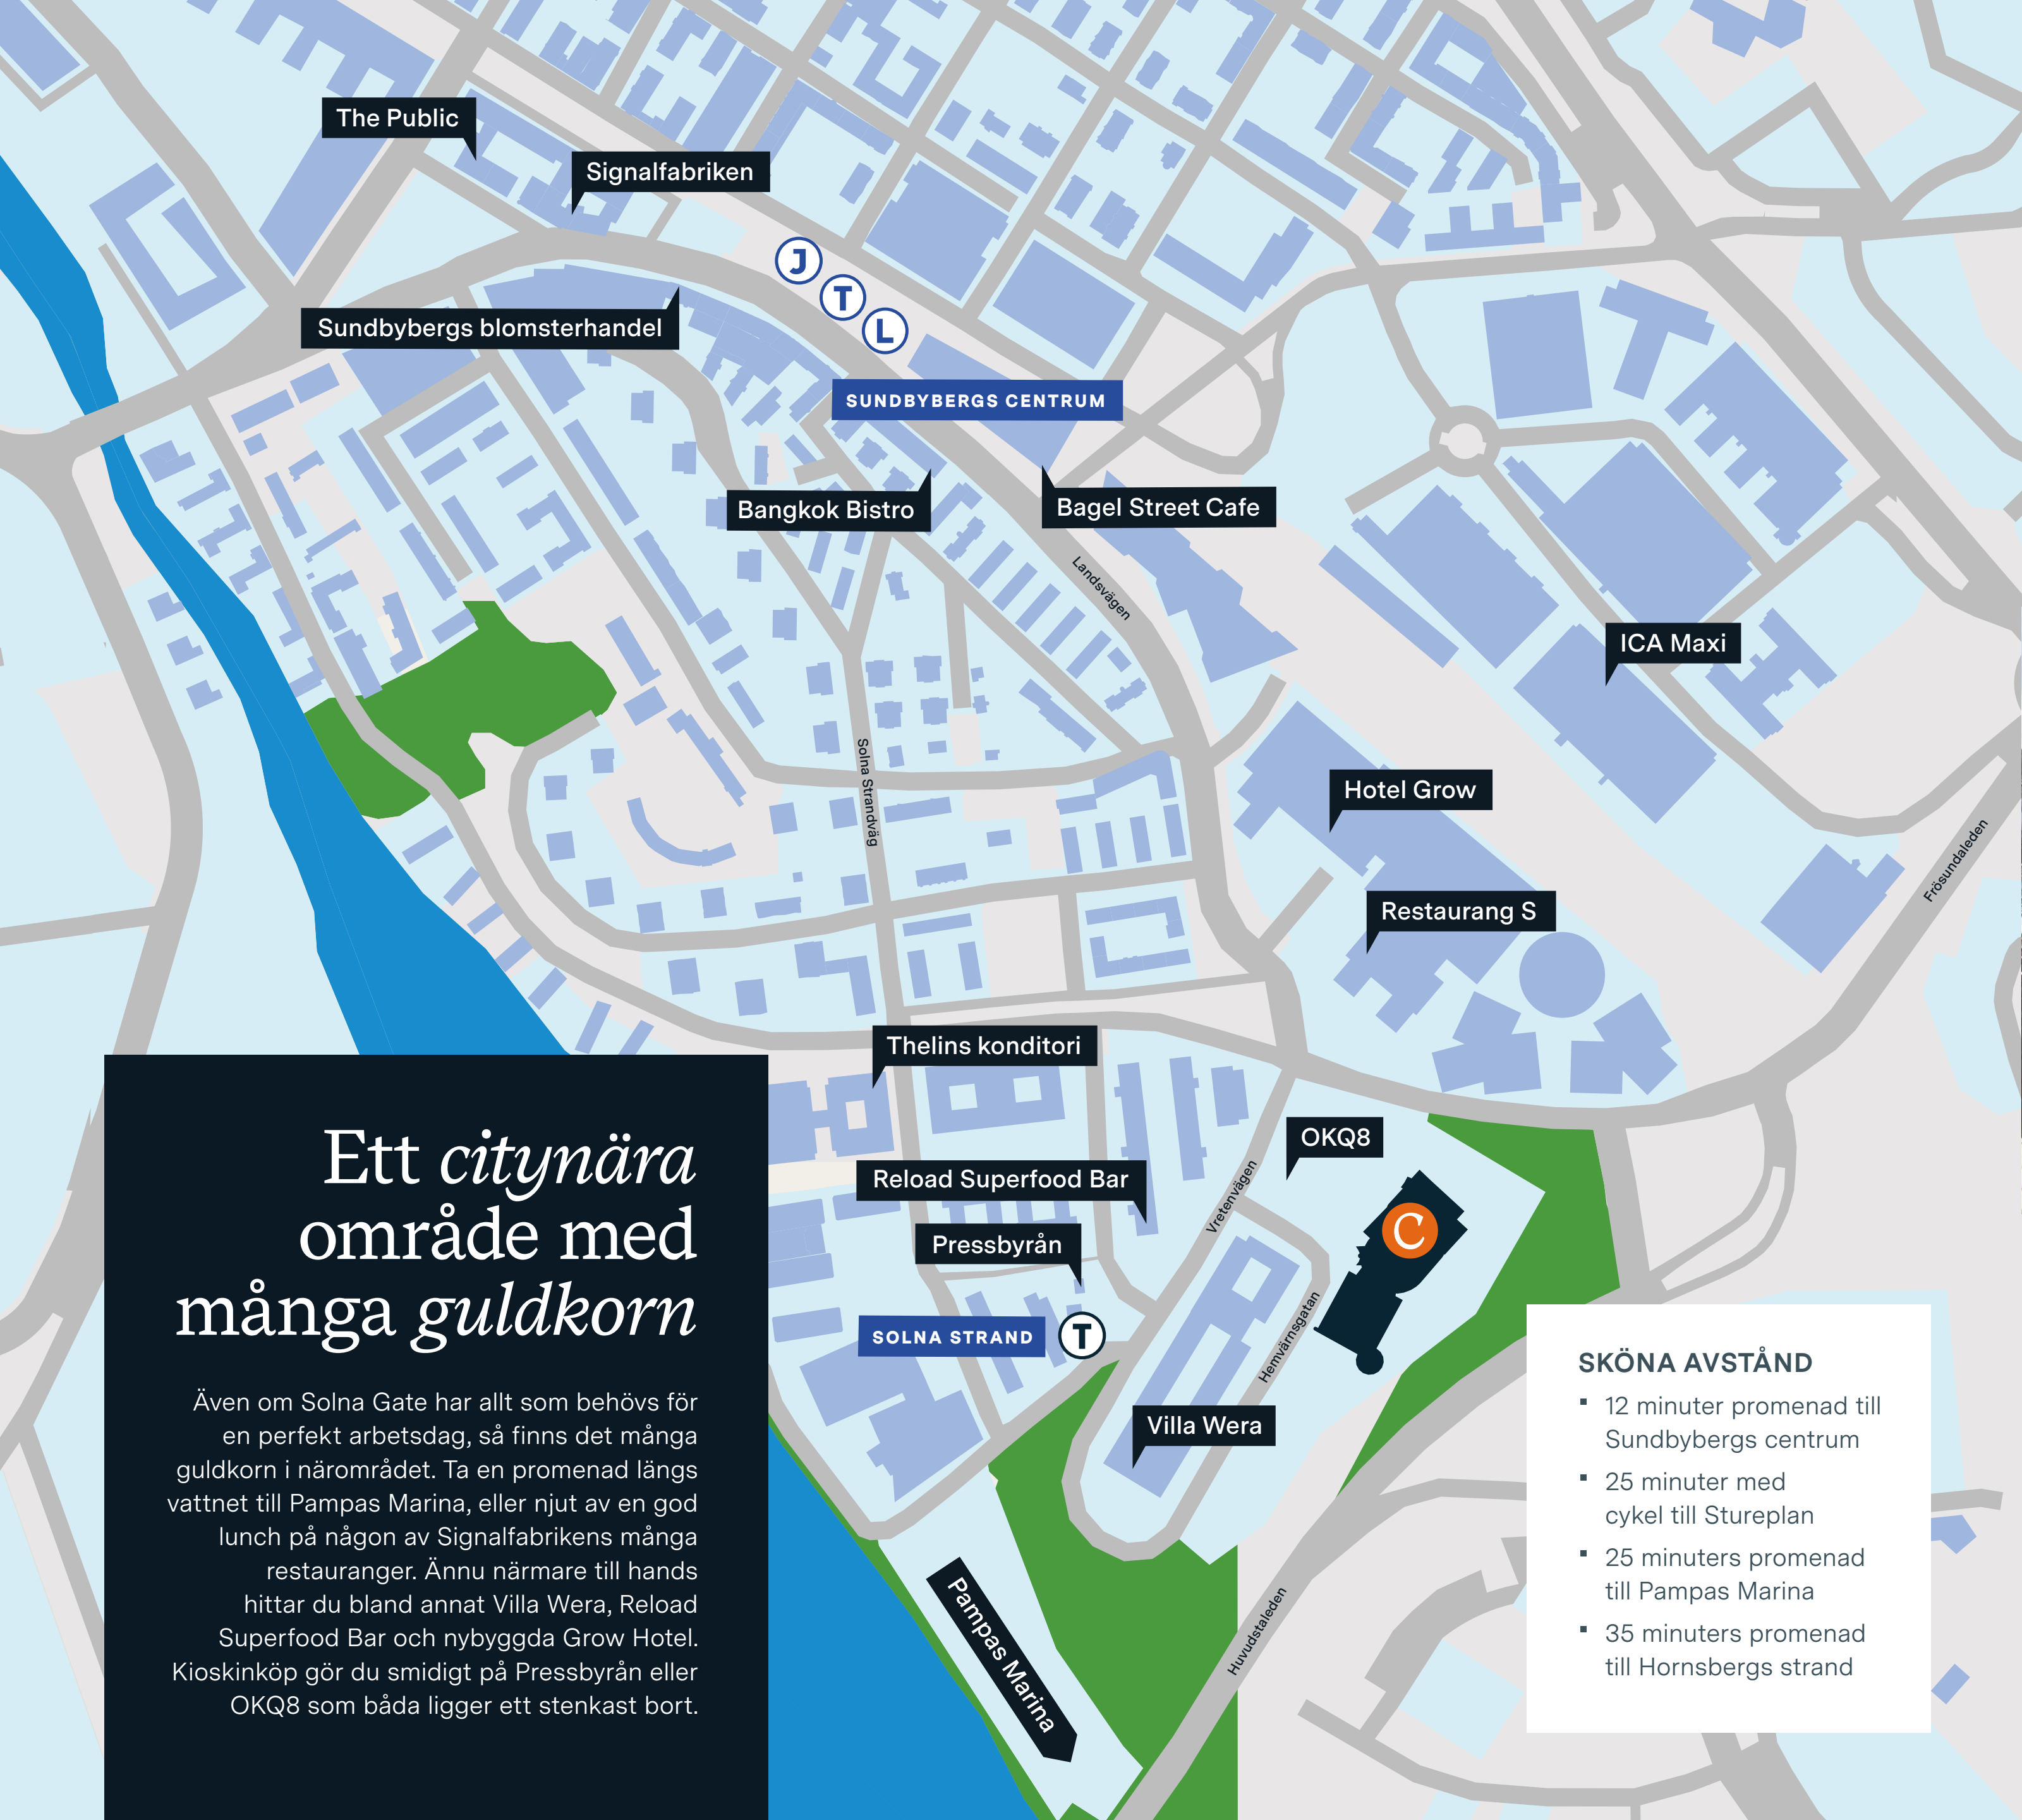 The Public
Signalfabriken
J
T
L
Sundbybergs blomsterhandel
SUNDBYBERGS CENTRUM
Bangkok Bistro
Bagel Street Cafe
Landsvägen
ICA Maxi
Solna Strandväg
Hotel Grow
Frösundaleden
Restaurang S
Thelins konditori
OKQ8
Reload Superfood Bar
Vretenvägen
C
Pressbyrån
SOLNA STRAND
T
Hemvärnsgatan
Villa Wera
Pampas Marina
Huvudstaleden
Ett citynära
område med
många guldkorn
Även om Solna Gate har allt som behövs för
en perfekt arbetsdag, så finns det många
guldkorn i närområdet. Ta en promenad längs
vattnet till Pampas Marina, eller njut av en god
lunch på någon av Signalfabrikens många
restauranger. Ännu närmare till hands
hittar du bland annat Villa Wera, Reload
Superfood Bar och nybyggda Grow Hotel.
Kioskinköp gör du smidigt på Pressbyrån eller
OKQ8 som båda ligger ett stenkast bort.
SKÖNA AVSTÅND
▪ 12 minuter promenad till
Sundbybergs centrum
▪ 25 minuter med
cykel till Stureplan
▪ 25 minuters promenad
till Pampas Marina
▪ 35 minuters promenad
till Hornsbergs strand